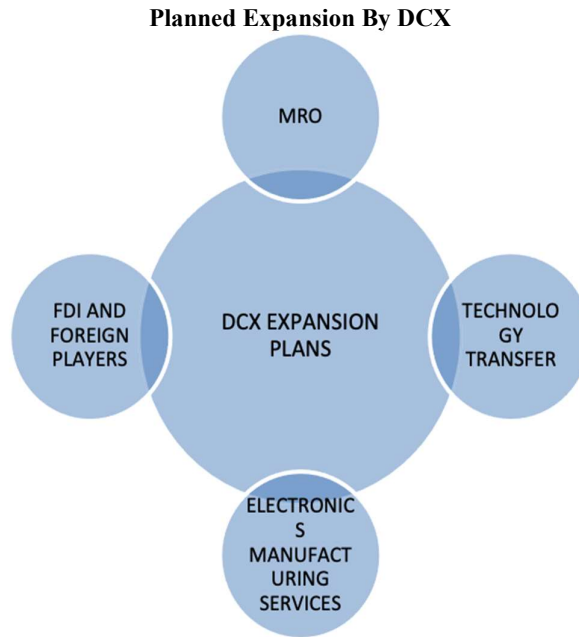 Planned Expansion By DCX
MRO
FDI AND
FOREIGN
PLAYERS
DCX EXPANSION
PLANS
TECHNOLO
GY
TRANSFER
ELECTRONIC
S
MANUFACT
URING
SERVICES